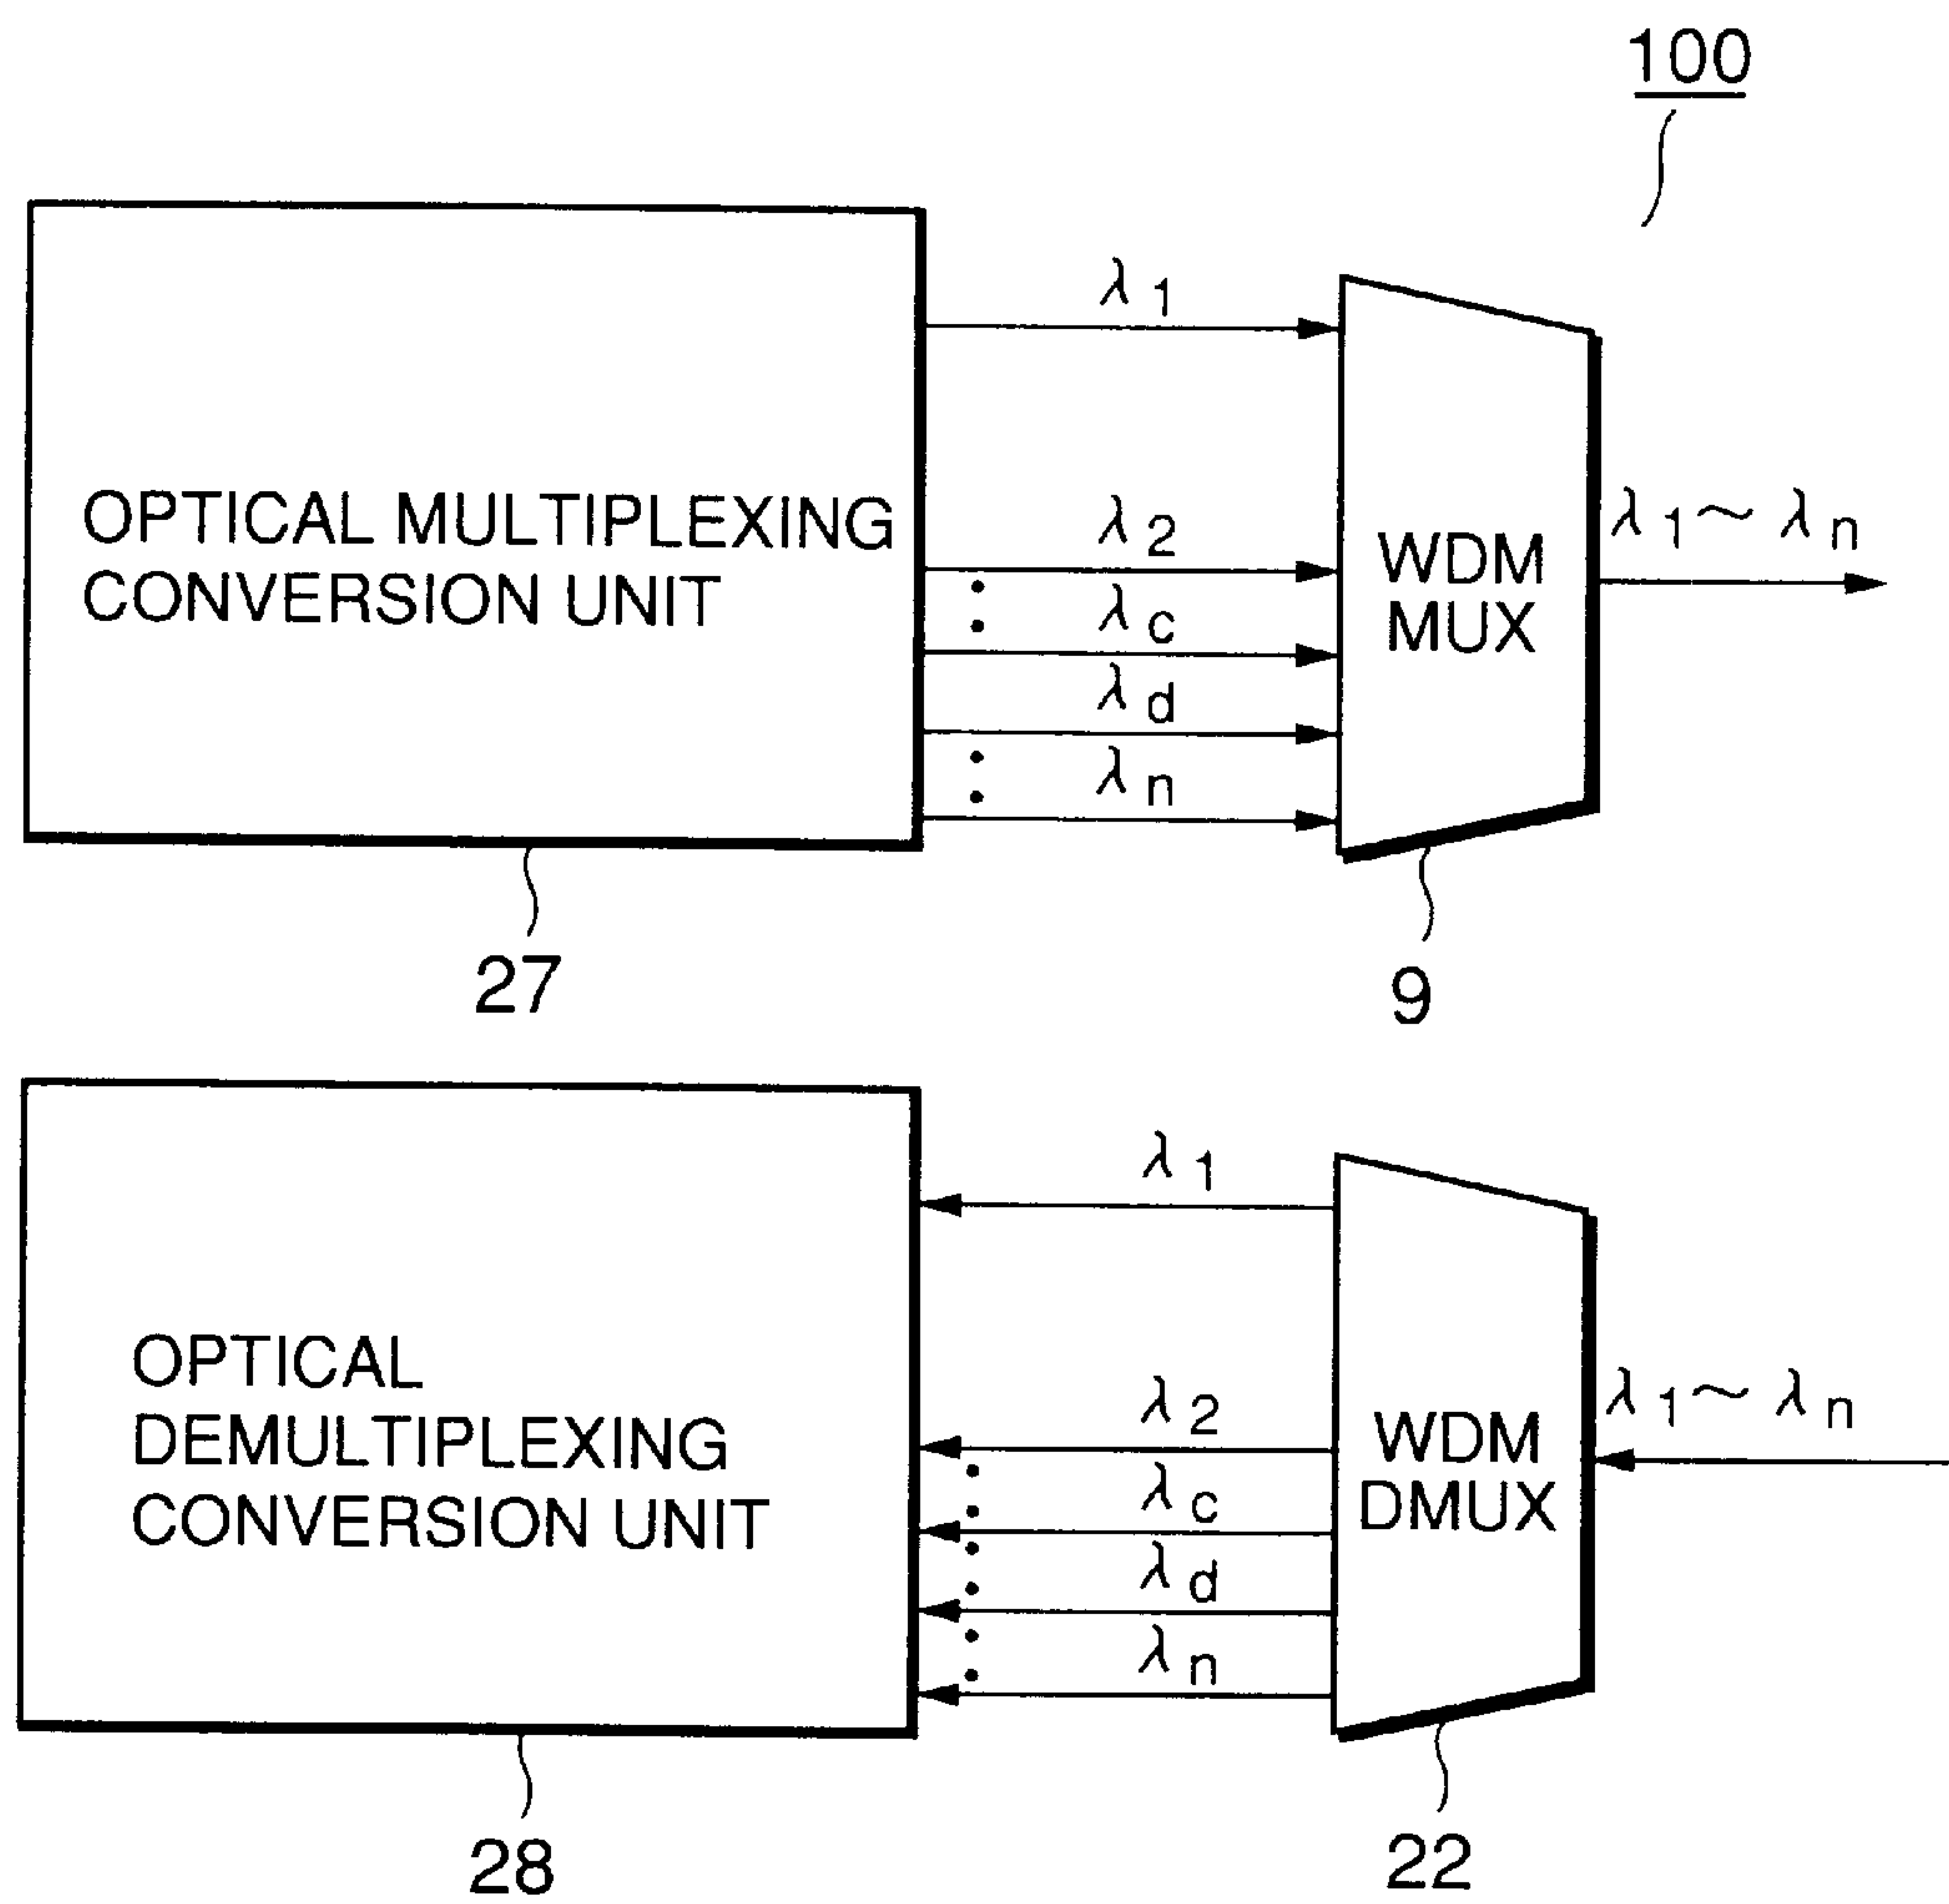 100
λ1
OPTICAL MULTIPLEXING
CONVERSION UNIT
λ2
λc
λd
λn
WDM
MUX
λ1~λn
27
9
λ1
OPTICAL
DEMULTIPLEXING
CONVERSION UNIT
λ2
λc
λd
λn
WDM
DMUX
λ1~λn
28
22